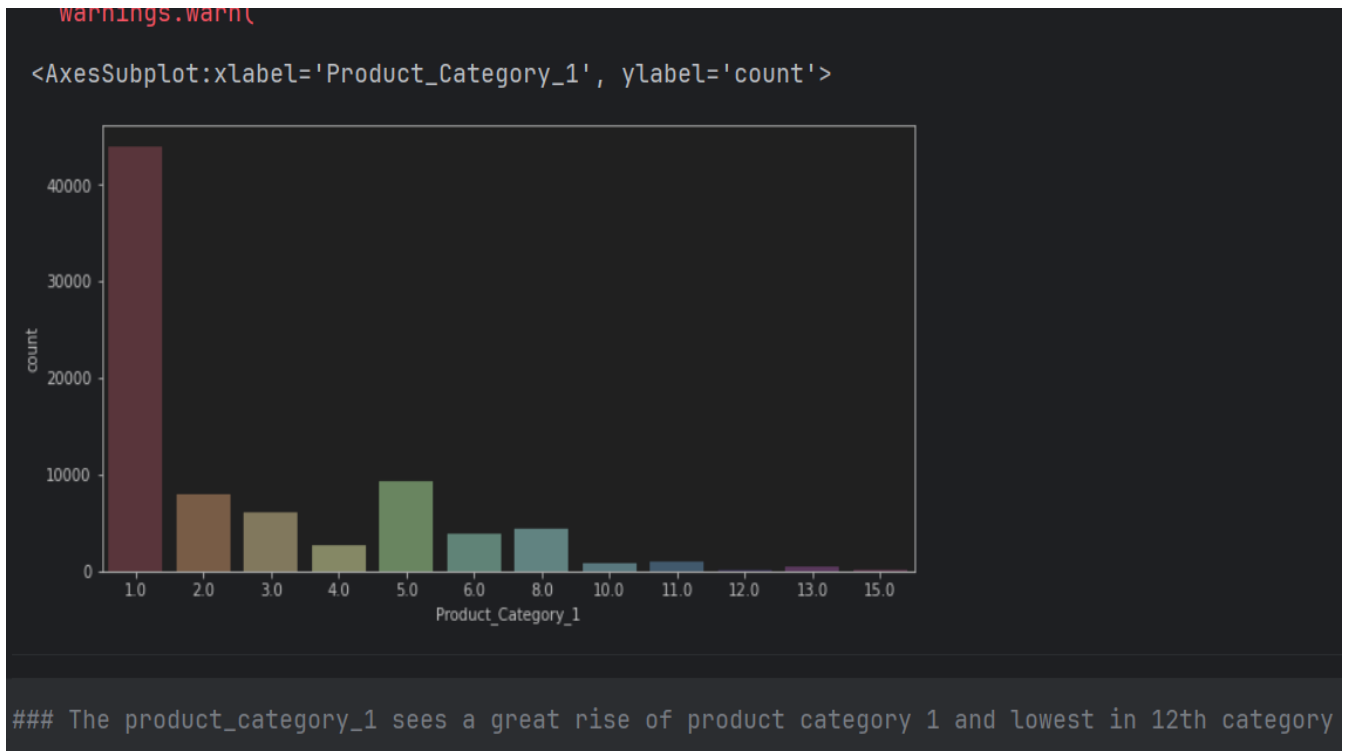 warnings.warn(
<AxesSubplot:xlabel='Product_Category_1', ylabel='count'>
40000
30000
20000
10000
0
count
1.0 2.0 3.0 4.0 5.0 6.0 8.0 10.0 11.0 12.0 13.0 15.0
Product_Category_1
### The product_category_1 sees a great rise of product category 1 and lowest in 12th category